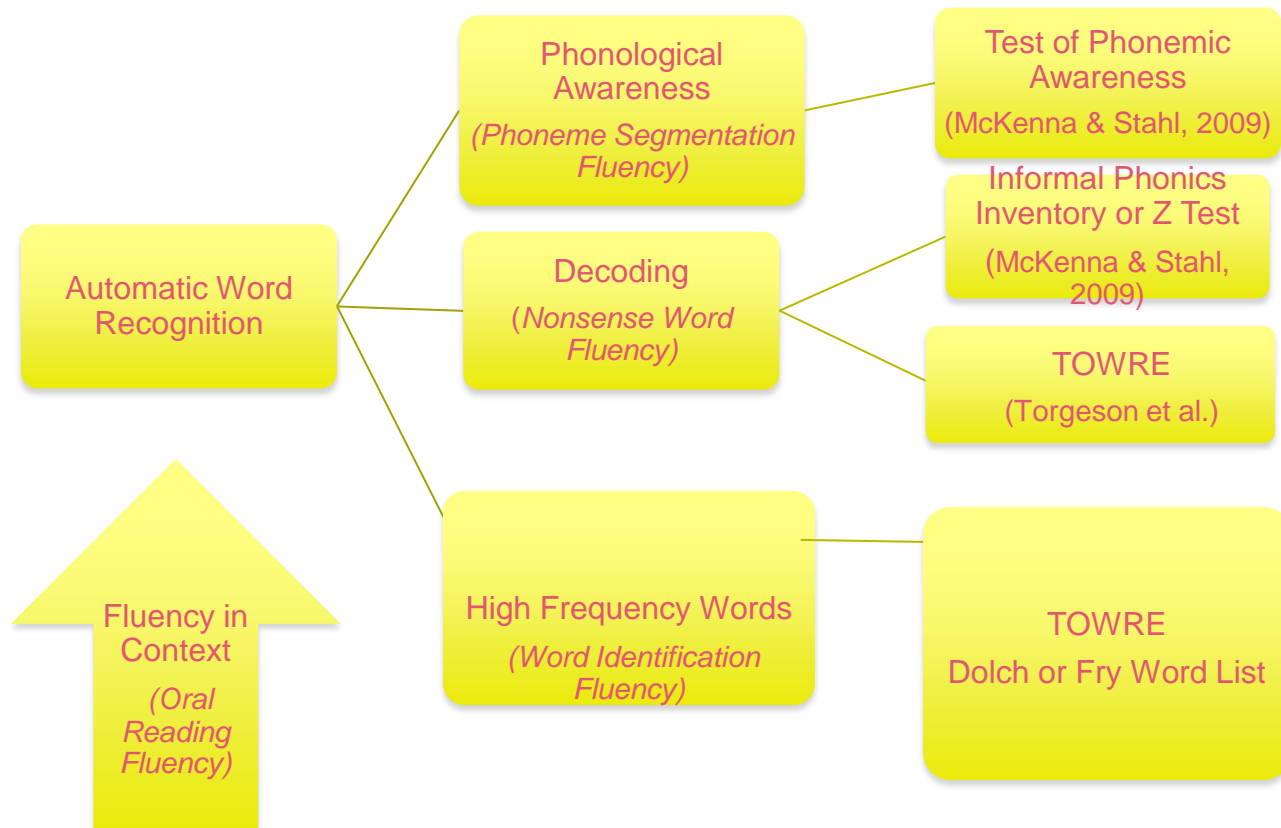 Automatic Word
Recognition
Fluency in
Context
(Oral
Reading
Fluency)
Phonological
Awareness
(Phoneme Segmentation
Fluency)
Decoding
(Nonsense Word
Fluency)
High Frequency Words
(Word Identification
Fluency)
Test of Phonemic
Awareness
(McKenna & Stahl, 2009)
Informal Phonics
Inventory or Z Test
(McKenna & Stahl,
2009)
TOWRE
(Torgeson et al.)
TOWRE
Dolch or Fry Word List